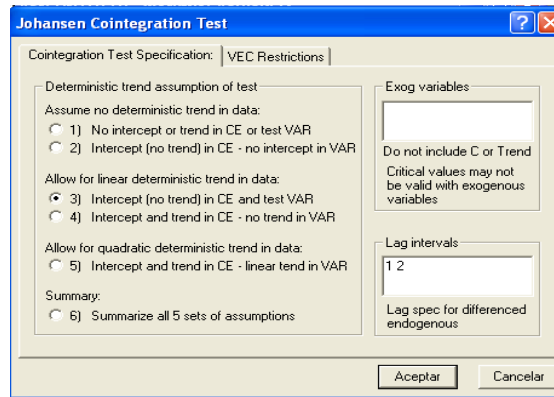 Johansen Cointegration Test
Cointegration Test Specification: VEC Restrictions
Deterministic trend assumption of test
Assume no deterministic trend in data:
1) No intercept or trend in CE or test VAR
2) Intercept (no trend) in CE - no intercept in VAR
Allow for linear deterministic trend in data:
3) Intercept (no trend) in CE and test VAR
4) Intercept and trend in CE - no trend in VAR
Allow for quadratic deterministic trend in data:
5) Intercept and trend in CE - linear tend in VAR
Summary:
6) Summarize all 5 sets of assumptions
Exog variables
Do not include C or Trend
Critical values may not
be valid with exogenous
variables
Lag intervals
1 2
Lag spec for differenced
endogenous
Aceptar
Cancelar